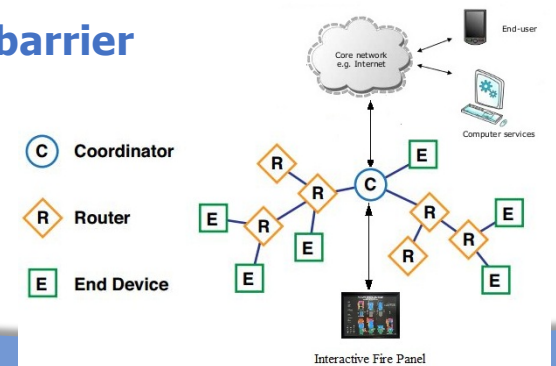 barrier
Core network
e.g. Internet
End-user
Computer services
C Coordinator
R Router
E End Device
R
R
C
E
E
R
E
E
R
R
R
E
E
Interactive Fire Panel